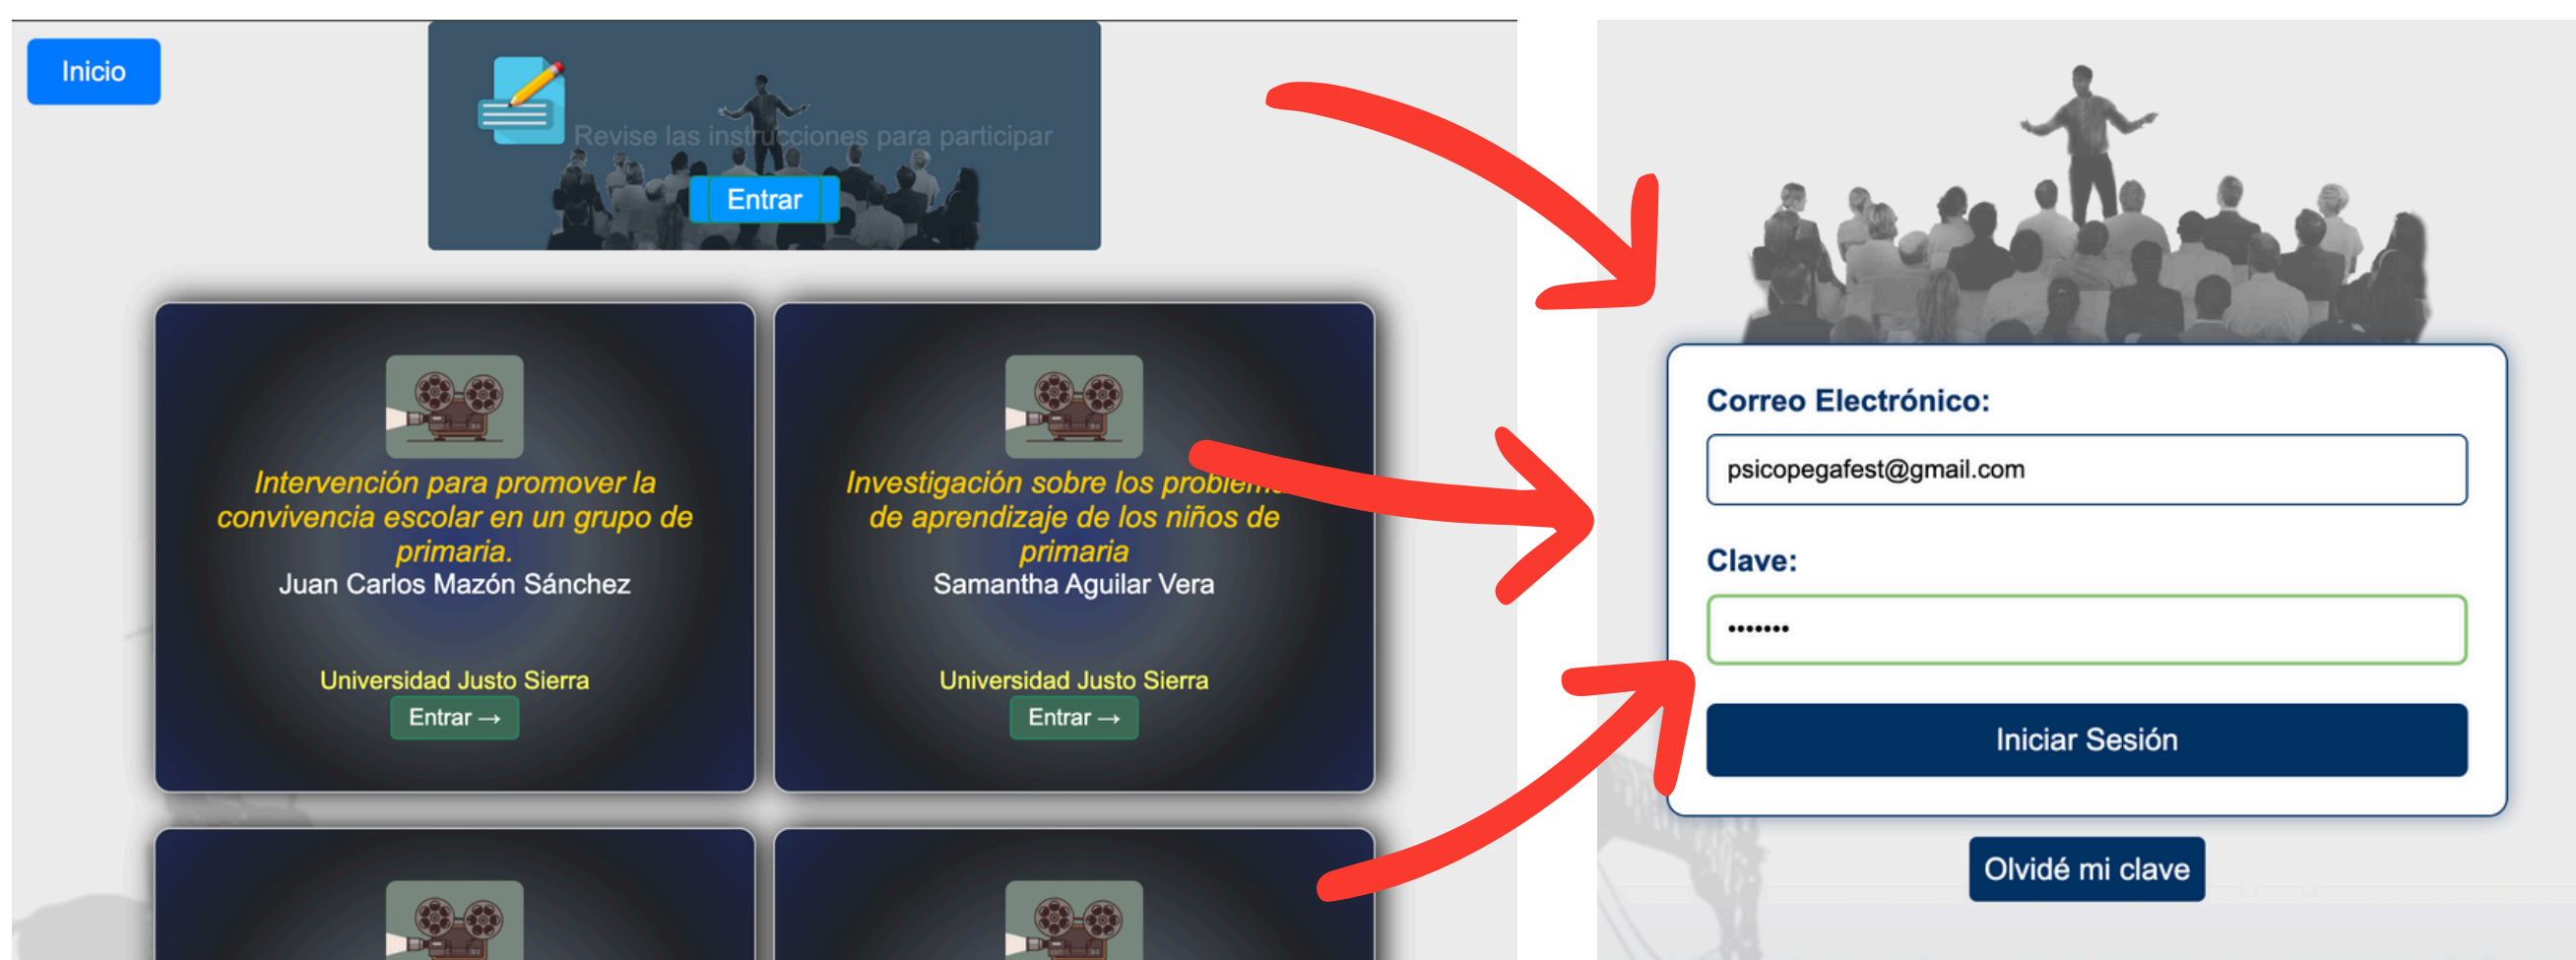 Inicio
Revise las instrucciones para participar
Entrar
Intervención para promover la
convivencia escolar en un grupo de
primaria.
Juan Carlos Mazón Sánchez
Universidad Justo Sierra
Entrar →
Investigación sobre los
de aprendizaje de los niños de
primaria
Samantha Aguilar Vera
Universidad Justo Sierra
Entrar →
Correo Electrónico:
psicopegafest@gmail.com
Clave:
•••••••
Iniciar Sesión
Olvidé mi clave